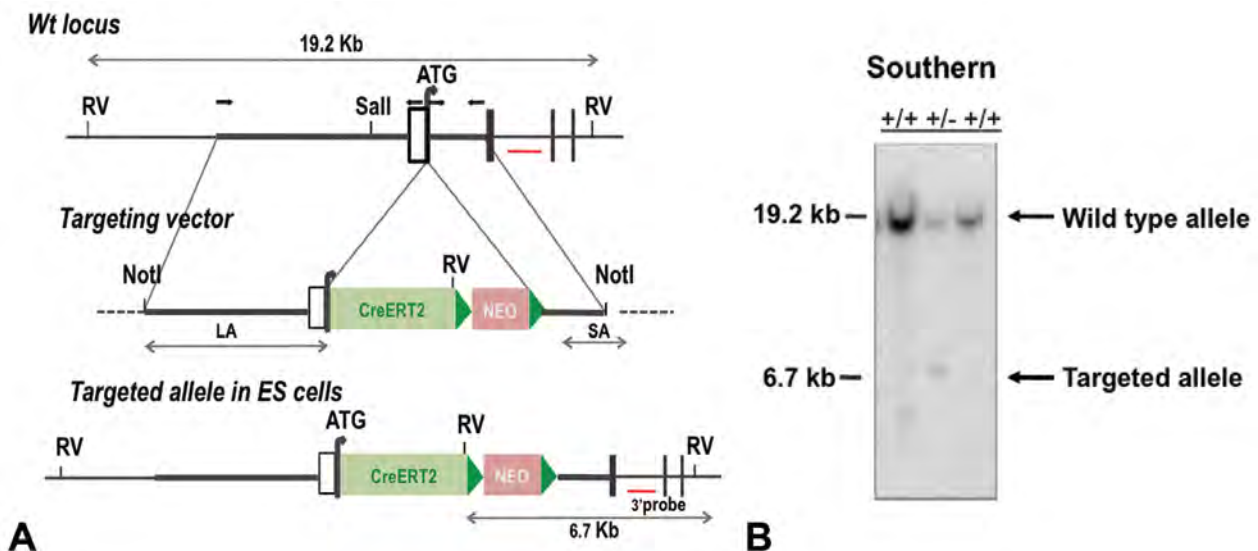 Wt locus
19.2 Kb
ATG
RV
SalI
RV
Targeting vector
NotI
RV
NotI
CreERT2
NEO
LA
SA
Targeted allele in ES cells
ATG
RV
RV
RV
CreERT2
NEO
3'probe
6.7 Kb
A
Southern
+/+ +/- +/+
19.2 kb
Wild type allele
6.7 kb
Targeted allele
B